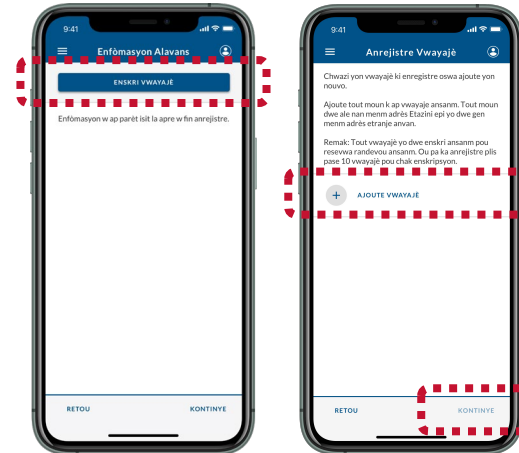 9:41
Enfòmasyon Alavans
ENSKRI VWAYAJÈ
Enfòmasyon w ap parèt isit la apre w fin anrejistre.
RETOU
KONTINYE
9:41
Anrejistre Vwayajè
Chwazi yon vwayajè ki enregistre oswa ajoute yon
nouvo.
Ajoute tout moun k ap vwayaje ansanm. Tout moun
dwe ale nan menm adrès Etazini epi yo dwe gen
menm adrès etranje anvan.
Remak: Tout vwayajè yo dwe enskri ansanm pou
resevwa randevou ansanm. Ou pa ka anrejistre plis
pase 10 vwayajè pou chak enskripsyon.
+ AJOUTE VWAYAJÈ
RETOU
KONTINYE